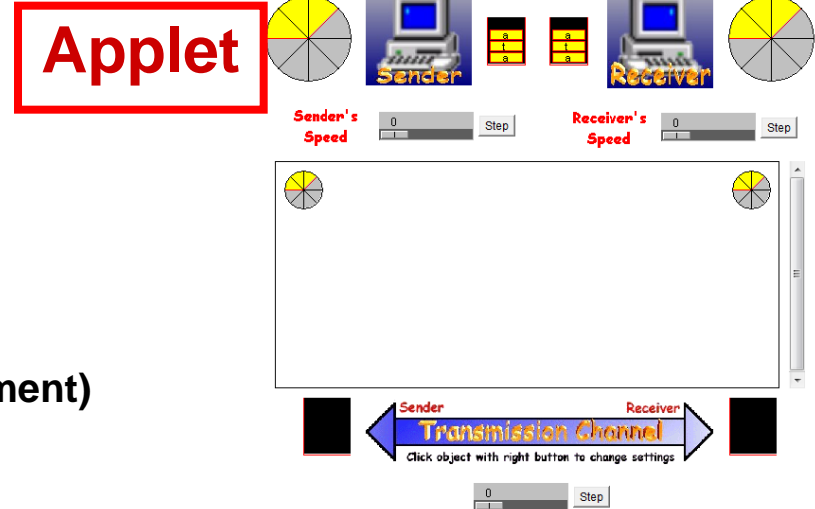 Applet
Sender
a
t
a
a
t
a
Receiver
Sender's
Speed
0
Step
Receiver's
Speed
0
Step
ment)
Sender
Receiver
Transmission Channel
Click object with right button to change settings
0
Step